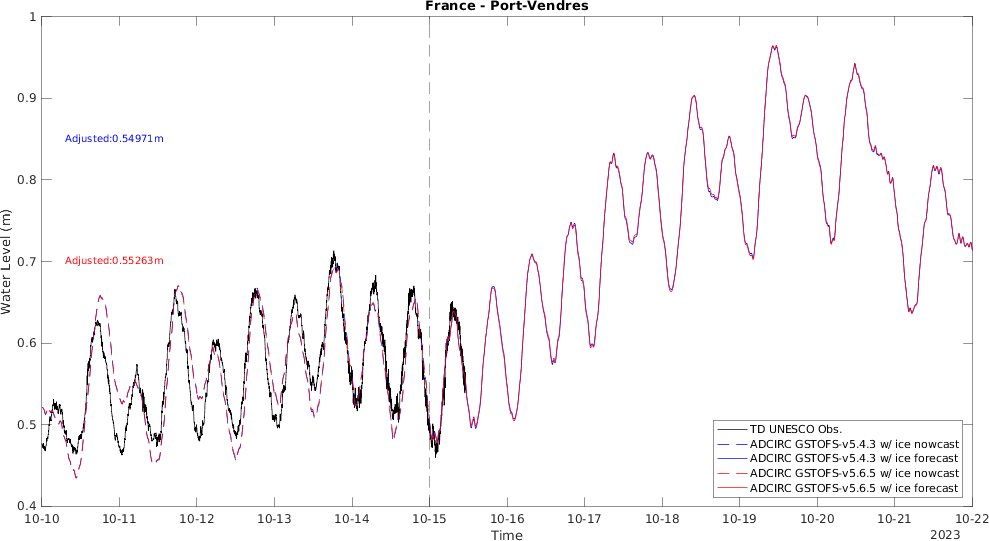 France - Port-Vendres
1
0.9
0.8
0.7
0.6
0.5
0.4
Water Level (m)
Adjusted:0.54971m
Adjusted:0.55263m
TD UNESCO Obs.
ADCIRC GSTOFS-v5.4.3 w/ ice nowcast
ADCIRC GSTOFS-v5.4.3 w/ ice forecast
ADCIRC GSTOFS-v5.6.5 w/ ice nowcast
ADCIRC GSTOFS-v5.6.5 w/ ice forecast
10-10 10-11 10-12 10-13 10-14 10-15 10-16 10-17 10-18 10-19 10-20 10-21 10-22
Time
2023